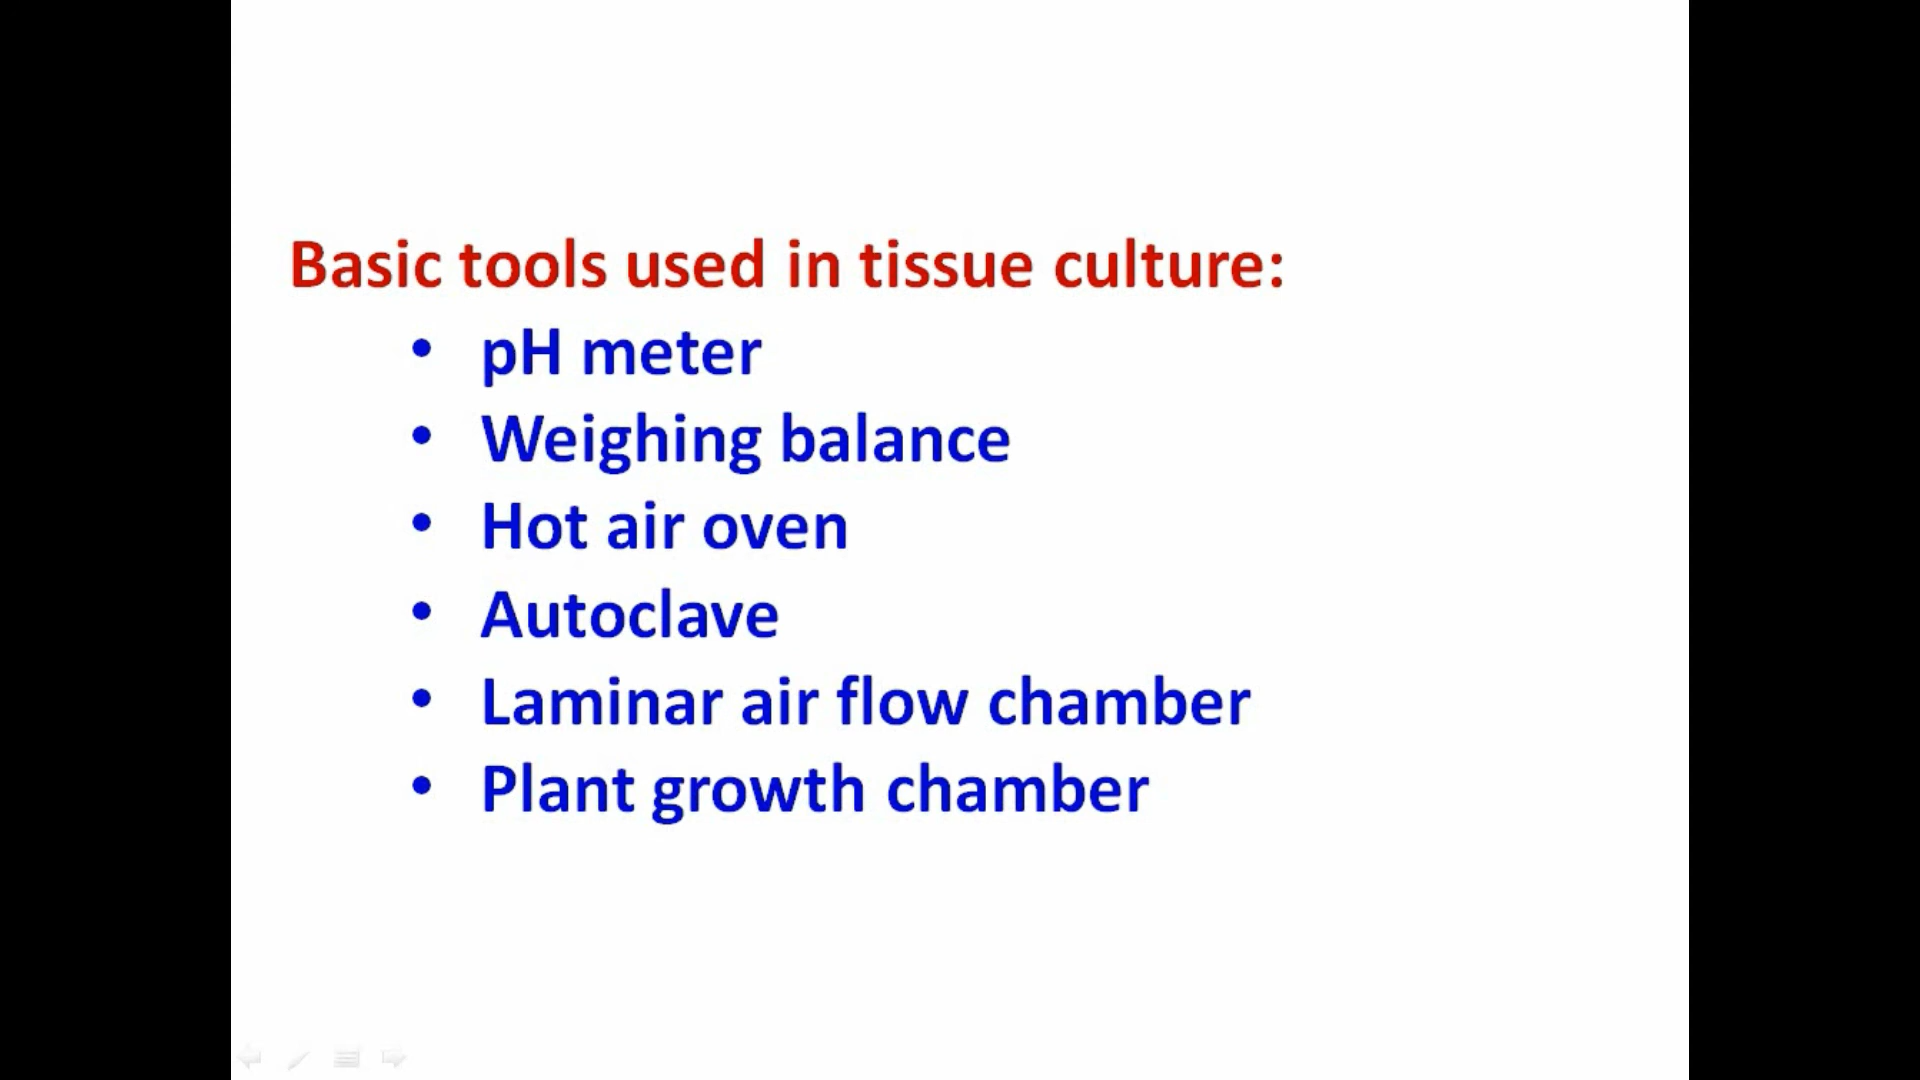 Basic tools used in tissue culture:
• pH meter
• Weighing balance
• Hot air oven
• Autoclave
• Laminar air flow chamber
• Plant growth chamber